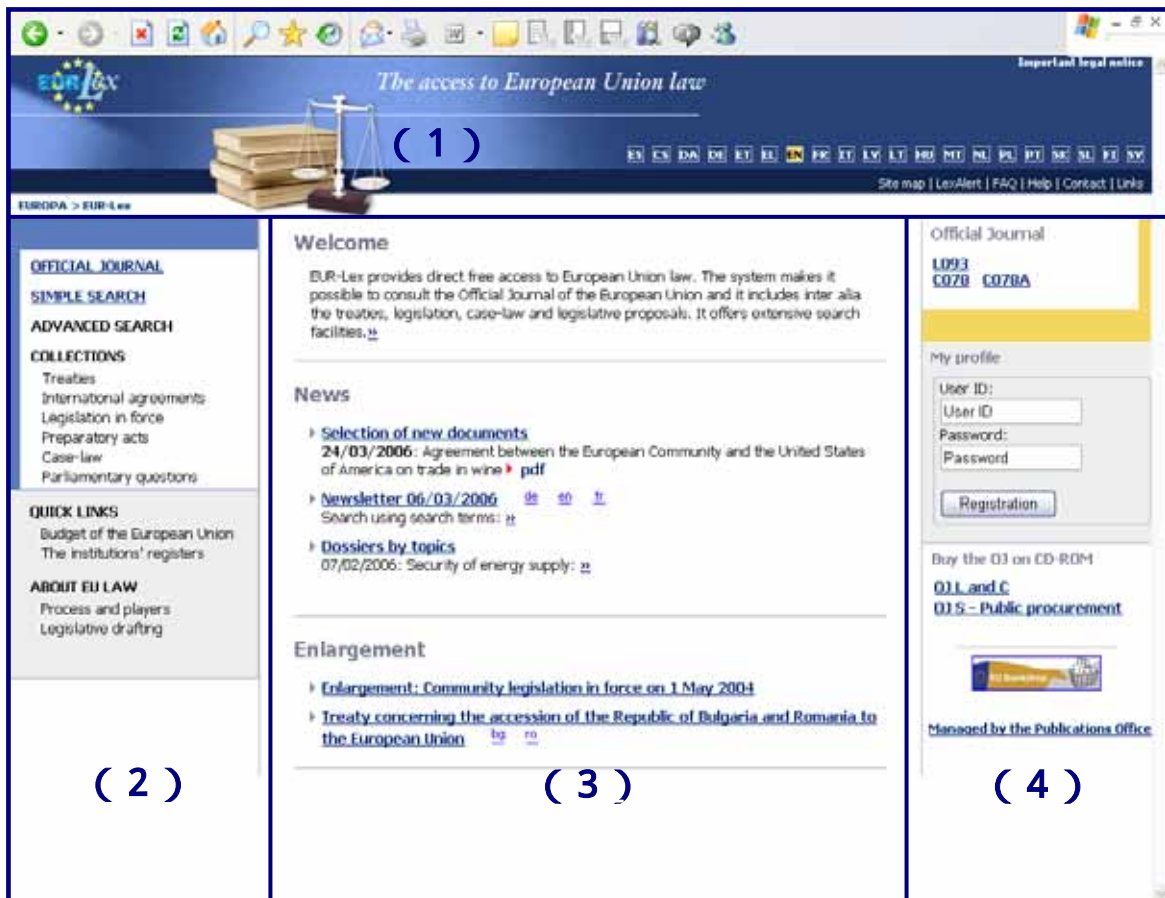 Important legal notice
EUR-Lex
The access to European Union law
( 1 )
ES CS DA DE ET EL EN FR IT LV LT HU MT NL PL PT SK SL FI SV
Site map | LexAlert | FAQ | Help | Contact | Links
EUROPA > EUR-Lex
OFFICIAL JOURNAL
SIMPLE SEARCH
ADVANCED SEARCH
COLLECTIONS
Treaties
International agreements
Legislation in force
Preparatory acts
Case-law
Parliamentary questions
QUICK LINKS
Budget of the European Union
The institutions' registers
ABOUT EU LAW
Process and players
Legislative drafting
( 2 )
Welcome
EUR-Lex provides direct free access to European Union law. The system makes it
possible to consult the Official Journal of the European Union and it includes inter alia
the treaties, legislation, case-law and legislative proposals. It offers extensive search
facilities.»
News
Selection of new documents
24/03/2006: Agreement between the European Community and the United States
of America on trade in wine pdf
Newsletter 06/03/2006 de en fr
Search using search terms: »
Dossiers by topics
07/02/2006: Security of energy supply: »
Enlargement
Enlargement: Community legislation in force on 1 May 2004
Treaty concerning the accession of the Republic of Bulgaria and Romania to
the European Union bg ro
( 3 )
Official Journal
L093
C078 C078A
My profile
User ID:
User ID
Password:
Password
Registration
Buy the OJ on CD-ROM
OJ L and C
OJ S - Public procurement
EU Bookshop
Managed by the Publications Office
( 4 )